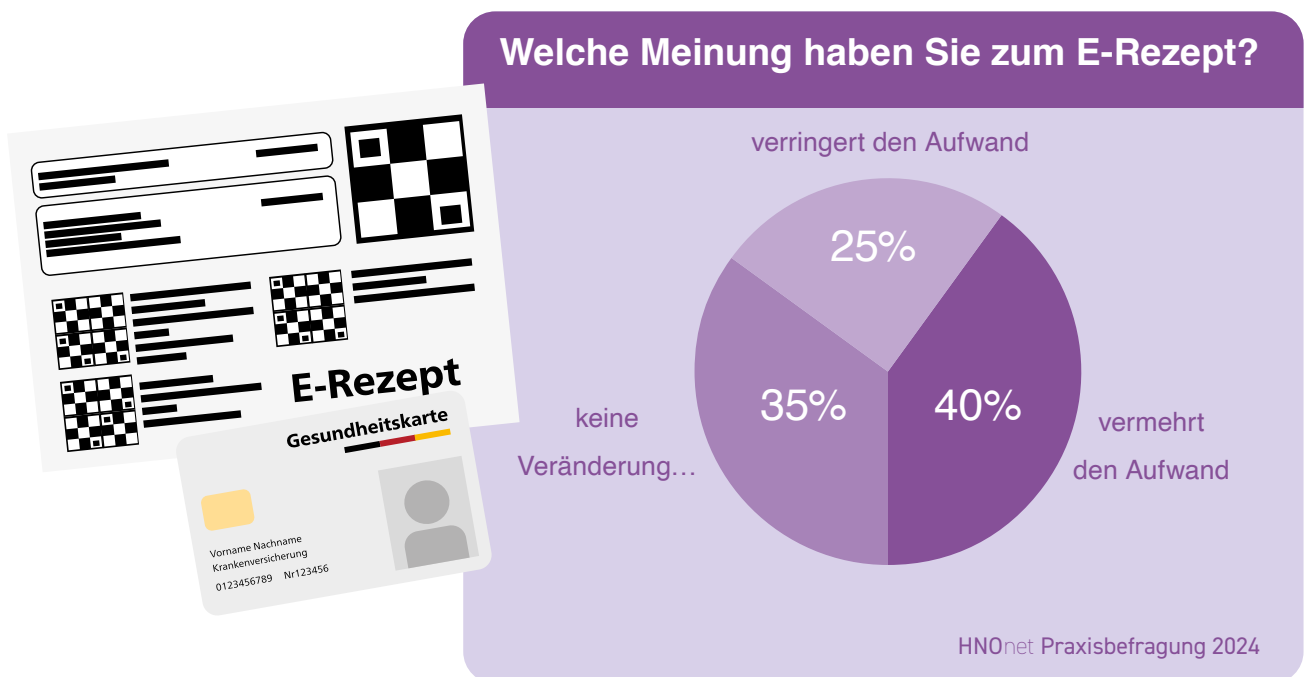 Welche Meinung haben Sie zum E-Rezept?
verringert den Aufwand
25%
35%
40%
keine
Veränderung…
vermehrt
den Aufwand
E-Rezept
Gesundheitskarte
Vorname Nachname
Krankenversicherung
0123456789 Nr123456
HNOnet Praxisbefragung 2024